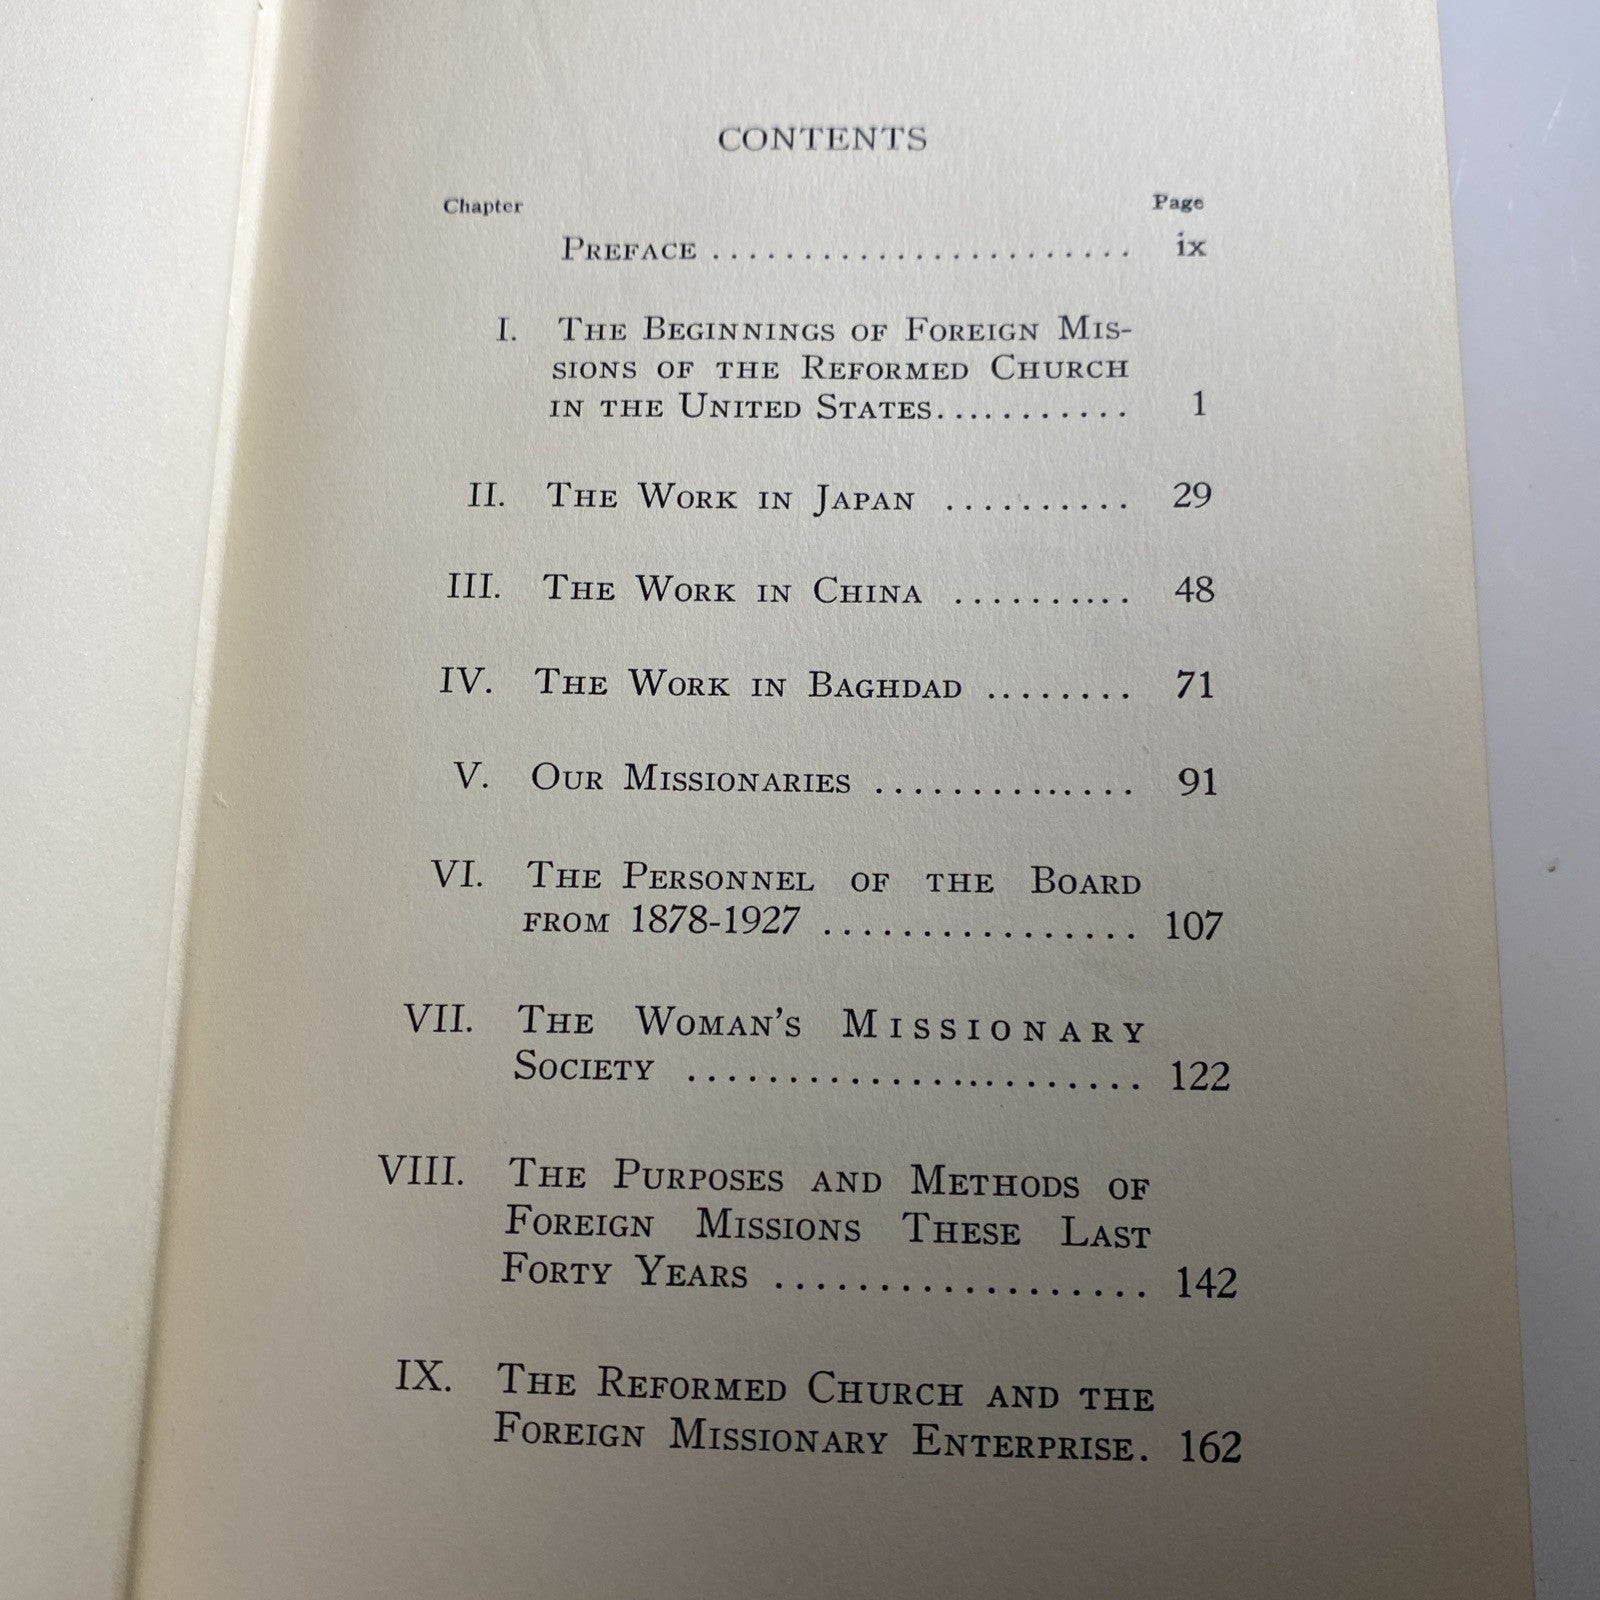 CONTENTS
Chapter Page
PREFACE ....................... ix
I. THE BEGINNINGS OF FOREIGN MIS-
SIONS OF THE REFORMED CHURCH
IN THE UNITED STATES........... 1
II. THE WORK IN JAPAN .......... 29
III. THE WORK IN CHINA .......... 48
IV. THE WORK IN BAGHDAD ........ 71
V. OUR MISSIONARIES .............. 91
VI. THE PERSONNEL OF THE BOARD
FROM 1878-1927 ................ 107
VII. THE WOMAN'S MISSIONARY
SOCIETY ........................ 122
VIII. THE PURPOSES AND METHODS OF
FOREIGN MISSIONS THESE LAST
FORTY YEARS ................... 142
IX. THE REFORMED CHURCH AND THE
FOREIGN MISSIONARY ENTERPRISE. 162